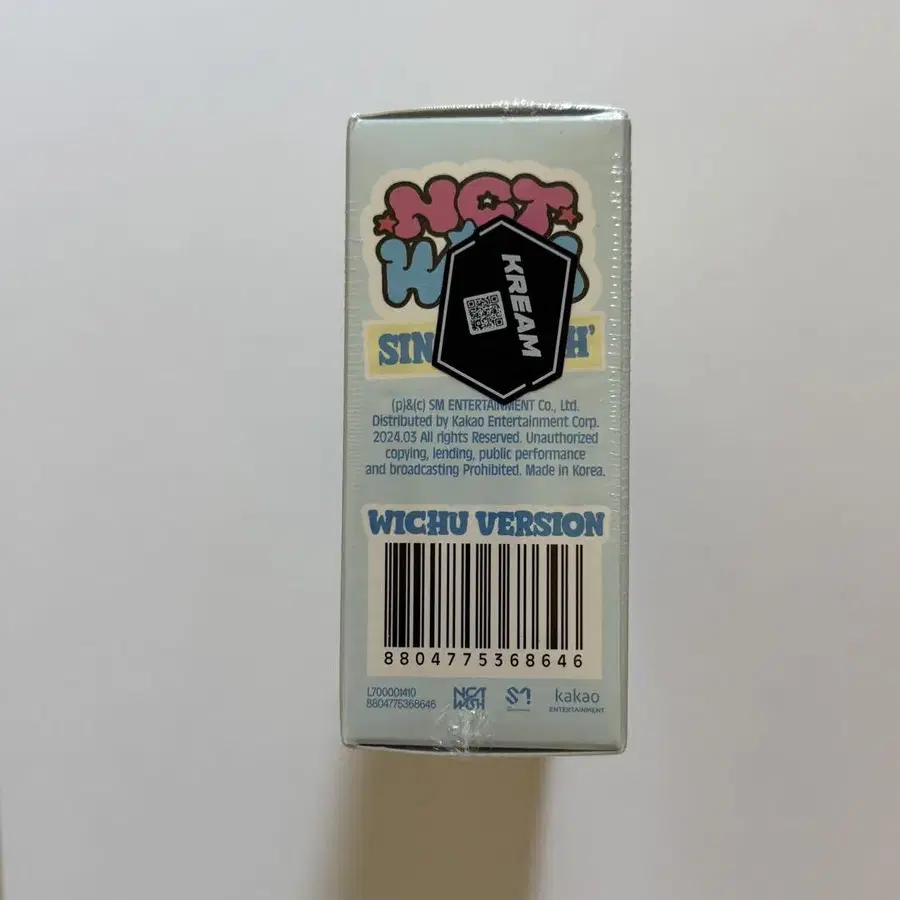 NCT
KREAM
(p)&(c) SM ENTERTAINMENT Co., Ltd.
Distributed by Kakao Entertainment Corp.
2024.03 All rights Reserved. Unauthorized
copying, lending, public performance
and broadcasting Prohibited. Made in Korea.
WICHU VERSION
8804775368646
L700001410
8804775368646
NCT WISH
SM
kakao
ENTERTAINMENT